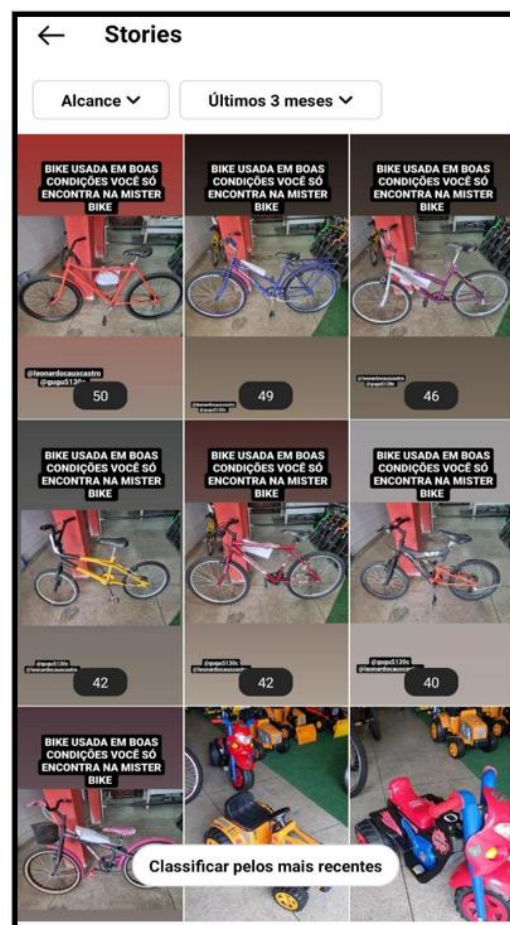 Stories
Alcance
Últimos 3 meses
BIKE USADA EM BOAS
CONDIÇÕES VOCÊ SÓ
ENCONTRA NA MISTER
BIKE
@leonardocauscastro
@gugu5130s
50
BIKE USADA EM BOAS
CONDIÇÕES VOCÊ SÓ
ENCONTRA NA MISTER
BIKE
49
BIKE USADA EM BOAS
CONDIÇÕES VOCÊ SÓ
ENCONTRA NA MISTER
BIKE
46
BIKE USADA EM BOAS
CONDIÇÕES VOCÊ SÓ
ENCONTRA NA MISTER
BIKE
42
BIKE USADA EM BOAS
CONDIÇÕES VOCÊ SÓ
ENCONTRA NA MISTER
BIKE
@gugu5130s
42
BIKE USADA EM BOAS
CONDIÇÕES VOCÊ SÓ
ENCONTRA NA MISTER
BIKE
@gugu5130s
40
BIKE USADA EM BOAS
CONDIÇÕES VOCÊ SÓ
ENCONTRA NA MISTER
BIKE
Classificar pelos mais recentes